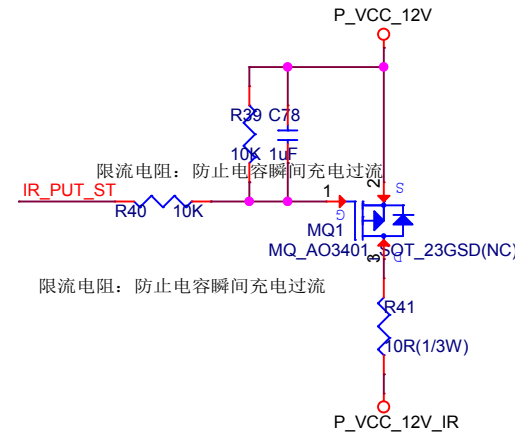 P_VCC_12V
R39 C78
10K 1uF
限流电阻：防止电容瞬间充电过流
IR_PUT_ST
R40 10K
1
G
2
S
MQ1
MQ_AO3401_SOT_23GSD(NC)
3
D
限流电阻：防止电容瞬间充电过流
R41
10R(1/3W)
P_VCC_12V_IR